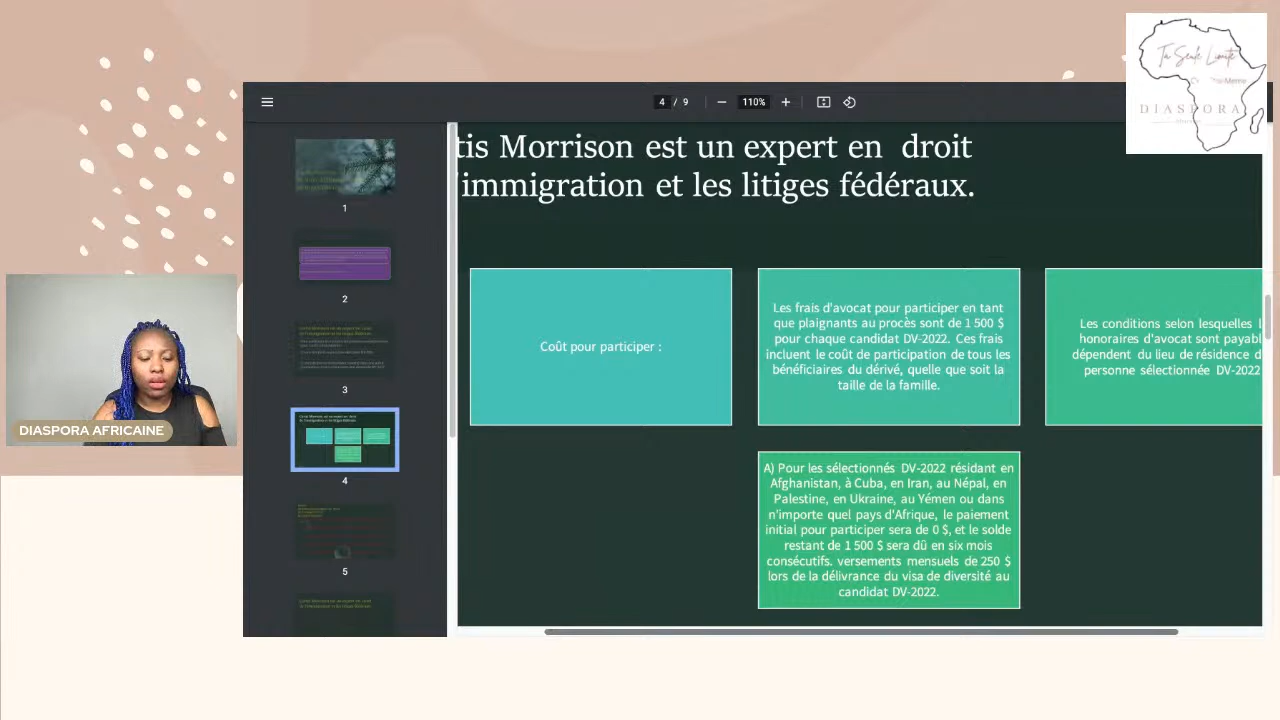 Ta Seule Limite
DIASPORA
4 / 9
110%
tis Morrison est un expert en droit
'immigration et les litiges fédéraux.
1
2
3
4
5
Coût pour participer :
Les frais d'avocat pour participer en tant
que plaignants au procès sont de 1 500 $
pour chaque candidat DV-2022. Ces frais
incluent le coût de participation de tous les
bénéficiaires du dérivé, quelle que soit la
taille de la famille.
Les conditions selon lesquelles l
honoraires d'avocat sont payabl
dépendent du lieu de résidence d
personne sélectionnée DV-2022
A) Pour les sélectionnés DV-2022 résidant en
Afghanistan, à Cuba, en Iran, au Népal, en
Palestine, en Ukraine, au Yémen ou dans
n'importe quel pays d'Afrique, le paiement
initial pour participer sera de 0 $, et le solde
restant de 1 500 $ sera dû en six mois
consécutifs. versements mensuels de 250 $
lors de la délivrance du visa de diversité au
candidat DV-2022.
DIASPORA AFRICAINE